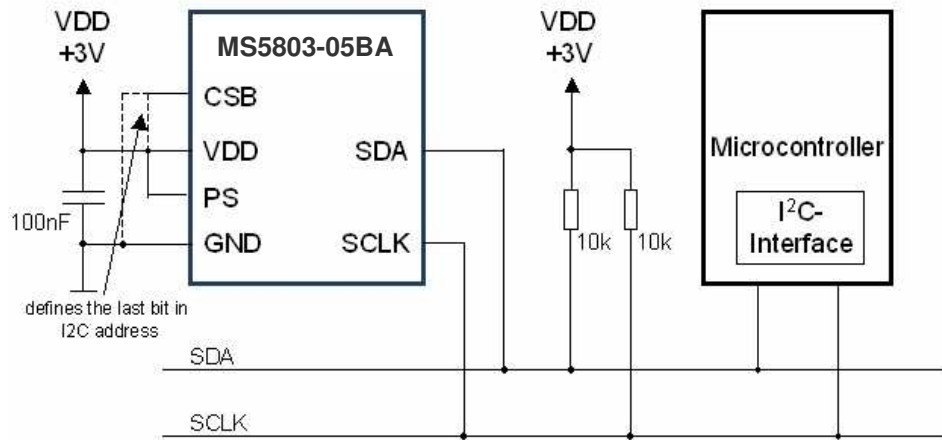 VDD
+3V
MS5803-05BA
CSB
VDD
PS
GND
SDA
SCLK
100nF
defines the last bit in
I2C address
VDD
+3V
10k
10k
Microcontroller
I²C-
Interface
SDA
SCLK